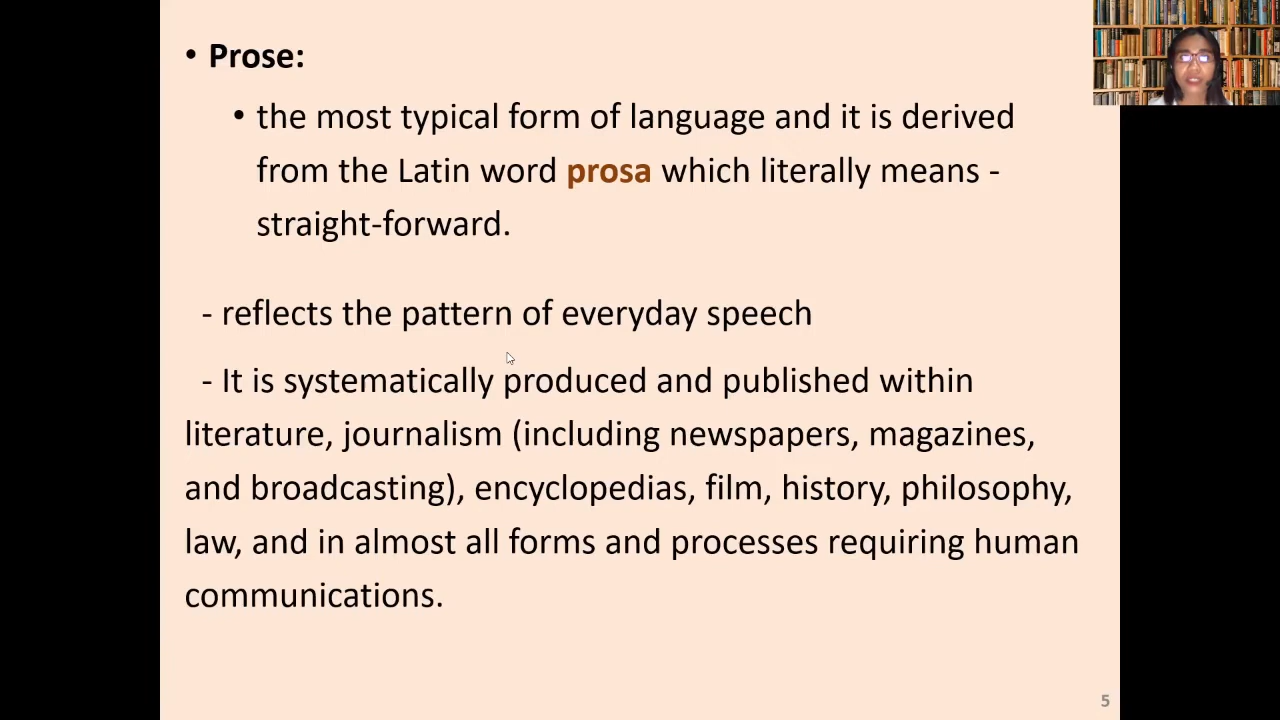 • Prose:
• the most typical form of language and it is derived
from the Latin word prosa which literally means -
straight-forward.
- reflects the pattern of everyday speech
- It is systematically produced and published within
literature, journalism (including newspapers, magazines,
and broadcasting), encyclopedias, film, history, philosophy,
law, and in almost all forms and processes requiring human
communications.
5